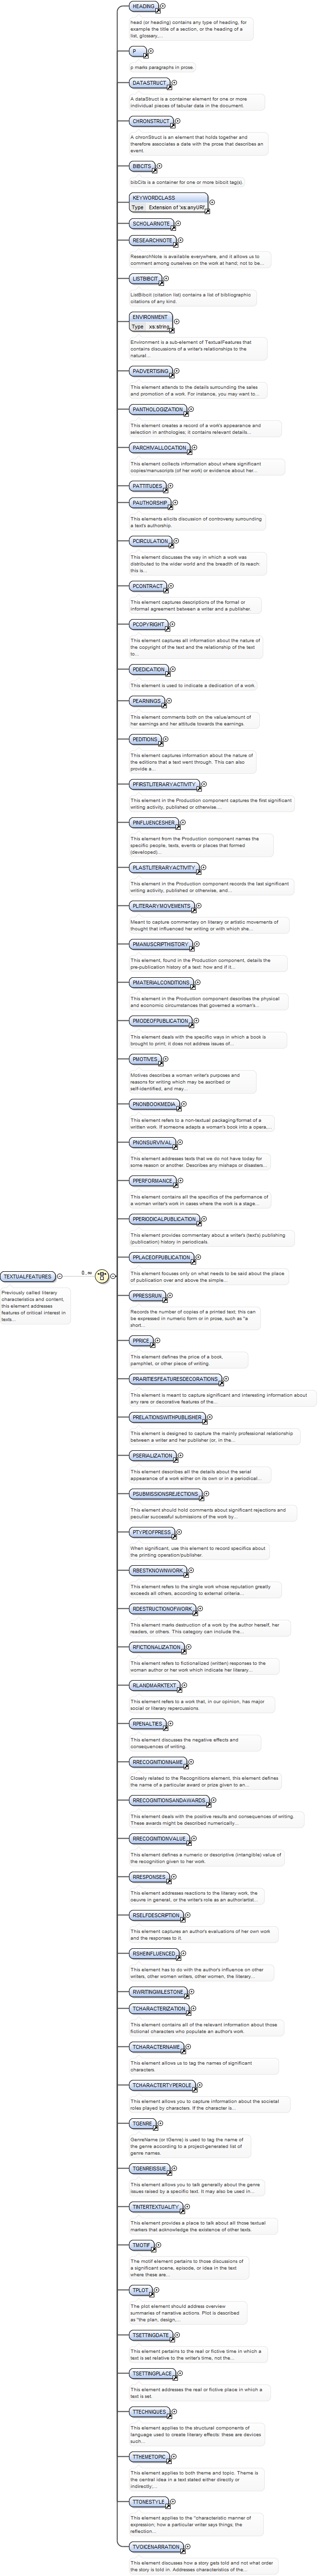 HEADING
head (or heading) contains any type of heading, for
example the title of a section, or the heading of a
list, glossary,...
P
p marks paragraphs in prose.
DATASTRUCT
A dataStruct is a container element for one or more
individual pieces of tabular data in the document.
CHRONSTRUCT
A chronStruct is an element that holds together and
therefore associates a date with the prose that describes an
event.
BIBCITS
bibCits is a container for one or more bibcit tag(s).
KEYWORDCLASS
Type Extension of 'xs:anyURI'
SCHOLARNOTE
RESEARCHNOTE
ResearchNote is available everywhere, and it allows us to
comment among ourselves on the work at hand, not to be...
LISTBIBCIT
ListBibcit (citation list) contains a list of bibliographic
citations of any kind.
ENVIRONMENT
Type xs:string
Environment is a sub-element of TextualFeatures that
contains discussions of a writer's relationships to the
natural...
PADVERTISING
This element attends to the details surrounding the sales
and promotion of a work. For instance, you may want to...
PANTHOLOGIZATION
This element creates a record of a work's appearance and
selection in anthologies; it contains relevant details...
PARCHIVALLOCATION
This element collects information about where significant
copies/manuscripts (of her work) or evidence about her...
PATTITUDES
PAUTHORSHIP
This elements elicits discussion of controversy surrounding
a text's authorship.
PCIRCULATION
This element discusses the way in which a work was
distributed to the wider world and the breadth of its reach:
this is...
PCONTRACT
This element captures descriptions of the formal or
informal agreement between a writer and a publisher.
PCOPYRIGHT
This element captures all information about the nature of
the copyright of the text and the relationship of the text
to...
PDEDICATION
This element is used to indicate a dedication of a work.
PEARNINGS
This element comments both on the value/amount of
her earnings and her attitude towards the earnings.
PEDITIONS
This element captures information about the nature of
the editions that a text went through. This can also
provide a...
PFIRSTLITERARYACTIVITY
This element in the Production component captures the first significant
writing activity, published or otherwise....
PINFLUENCESHER
This element from the Production component names the
specific people, texts, events or places that formed
(developed)...
PLASTLITERARYACTIVITY
This element in the Production component records the last significant
writing activity, published or otherwise, and...
PLITERARYMOVEMENTS
Meant to capture commentary on literary or artistic movements of
thought that influenced her writing or with which she...
PMANUSCRIPTHISTORY
This element, found in the Production component, details the
pre-publication history of a text: how and if it...
PMATERIALCONDITIONS
This element in the Production component describes the physical
and economic circumstances that governed a woman's...
PMODEOFPUBLICATION
This element deals with the specific ways in which a book is
brought to print. It does not address issues of...
PMOTIVES
Motives describes a woman writer's purposes and
reasons for writing which may be ascribed or
self-identified, and may...
PNONBOOKMEDIA
This element refers to a non-textual packaging/format of a
written work. If someone adapts a woman's book into a opera,...
PNONSURVIVAL
This element addresses texts that we do not have today for
some reason or another. Describes any mishaps or disasters...
PPERFORMANCE
This element contains all the specifics of the performance of
a woman writer's work in cases where the work is a stage...
PPERIODICALPUBLICATION
This element provides commentary about a writer's (text's) publishing
(publication) history in periodicals.
PPLACEOFPUBLICATION
This element focuses only on what needs to be said about the place
of publication over and above the simple...
PPRESSRUN
Records the number of copies of a printed text; this can
be expressed in numeric form or in prose, such as "a
short...
PPRICE
This element defines the price of a book,
pamphlet, or other piece of writing.
PRARITIESFEATURESDECORATIONS
This element is meant to capture significant and interesting information about
any rare or decorative features of the...
PRELATIONSWITHPUBLISHER
This element is designed to capture the mainly professional relationship
between a writer and her publisher (or, in the...
PSERIALIZATION
This element describes all the details about the serial
appearance of a work either on its own or in a periodical....
PSUBMISSIONSREJECTIONS
This element should hold comments about significant rejections and
peculiar successful submissions of the work by...
PTYPEOFPRESS
When significant, use this element to record specifics about
the printing operation/publisher.
RBESTKNOWNWORK
This element refers to the single work whose reputation greatly
exceeds all others, according to external criteria...
RDESTRUCTIONOFWORK
This element marks destruction of a work by the author herself, her
readers, or others. This category can include the...
RFICTIONALIZATION
This element refers to fictionalized (written) responses to the
woman author or her work which indicate her literary...
RLANDMARKTEXT
This element refers to a work that, in our opinion, has major
social or literary repercussions.
RPENALTIES
This element discusses the negative effects and
consequences of writing.
RRECOGNITIONNAME
Closely related to the Recognitions element, this element defines
the name of a particular award or prize given to an...
RRECOGNITIONSANDAWARDS
This element deals with the positive results and consequences of writing.
These awards might be described numerically...
RRECOGNITIONVALUE
This element defines a numeric or descriptive (intangible) value of
the recognition given to her work.
RRESPONSES
This element addresses reactions to the literary work, the
oeuvre in general, or the writer's role as an author/artist...
RSELFDESCRIPTION
This element captures an author's evaluations of her own work
and the responses to it.
RSHEINFLUENCED
This element has to do with the author's influence on other
writers, other women writers, other women, the literary...
RWRITINGMILESTONE
TCHARACTERIZATION
This element contains all of the relevant information about those
fictional characters who populate an author's work.
TCHARACTERNAME
This element allows us to tag the names of significant
characters.
TCHARACTERTYPEROLE
This element allows you to capture information about the societal
roles played by characters. If the character is...
TGENRE
GenreName (or tGenre) is used to tag the name of
the genre according to a project-generated list of
genre names.
TGENREISSUE
This element allows you to talk generally about the genre
issues raised by a specific text. It may also be used in...
TINTERTEXTUALITY
This element provides a place to talk about all those textual
markers that acknowledge the existence of other texts.
TMOTIF
The motif element pertains to those discussions of
a significant scene, episode, or idea in the text
where these are...
TPLOT
The plot element should address overview
summaries of narrative actions. Plot is described
as "the plan, design,...
TSETTINGDATE
This element pertains to the real or fictive time in which a
text is set relative to the writer's time, not the...
TSETTINGPLACE
This element addresses the real or fictive place in which a
text is set.
TTECHNIQUES
This element applies to the structural components of
language used to create literary effects: these are devices
such...
TTHEMETOPIC
This element applies to both theme and topic. Theme is
the central idea in a text stated either directly or
indirectly;...
TTONESTYLE
This element applies to the "characteristic manner of
expression; how a particular writer says things; the
reflection...
TVOICENARRATION
This element discusses how a story gets told and not what order
the story is told in. Addresses characteristics of the...
TEXTUALFEATURES
0..∞
Previously called literary
characteristics and content,
this element addresses
features of critical interest in
texts...